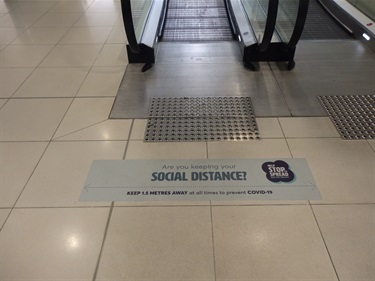 Are you keeping your
SOCIAL DISTANCE?
KEEP 1.5 METRES AWAY at all times to prevent COVID-19
STOP
SPREAD